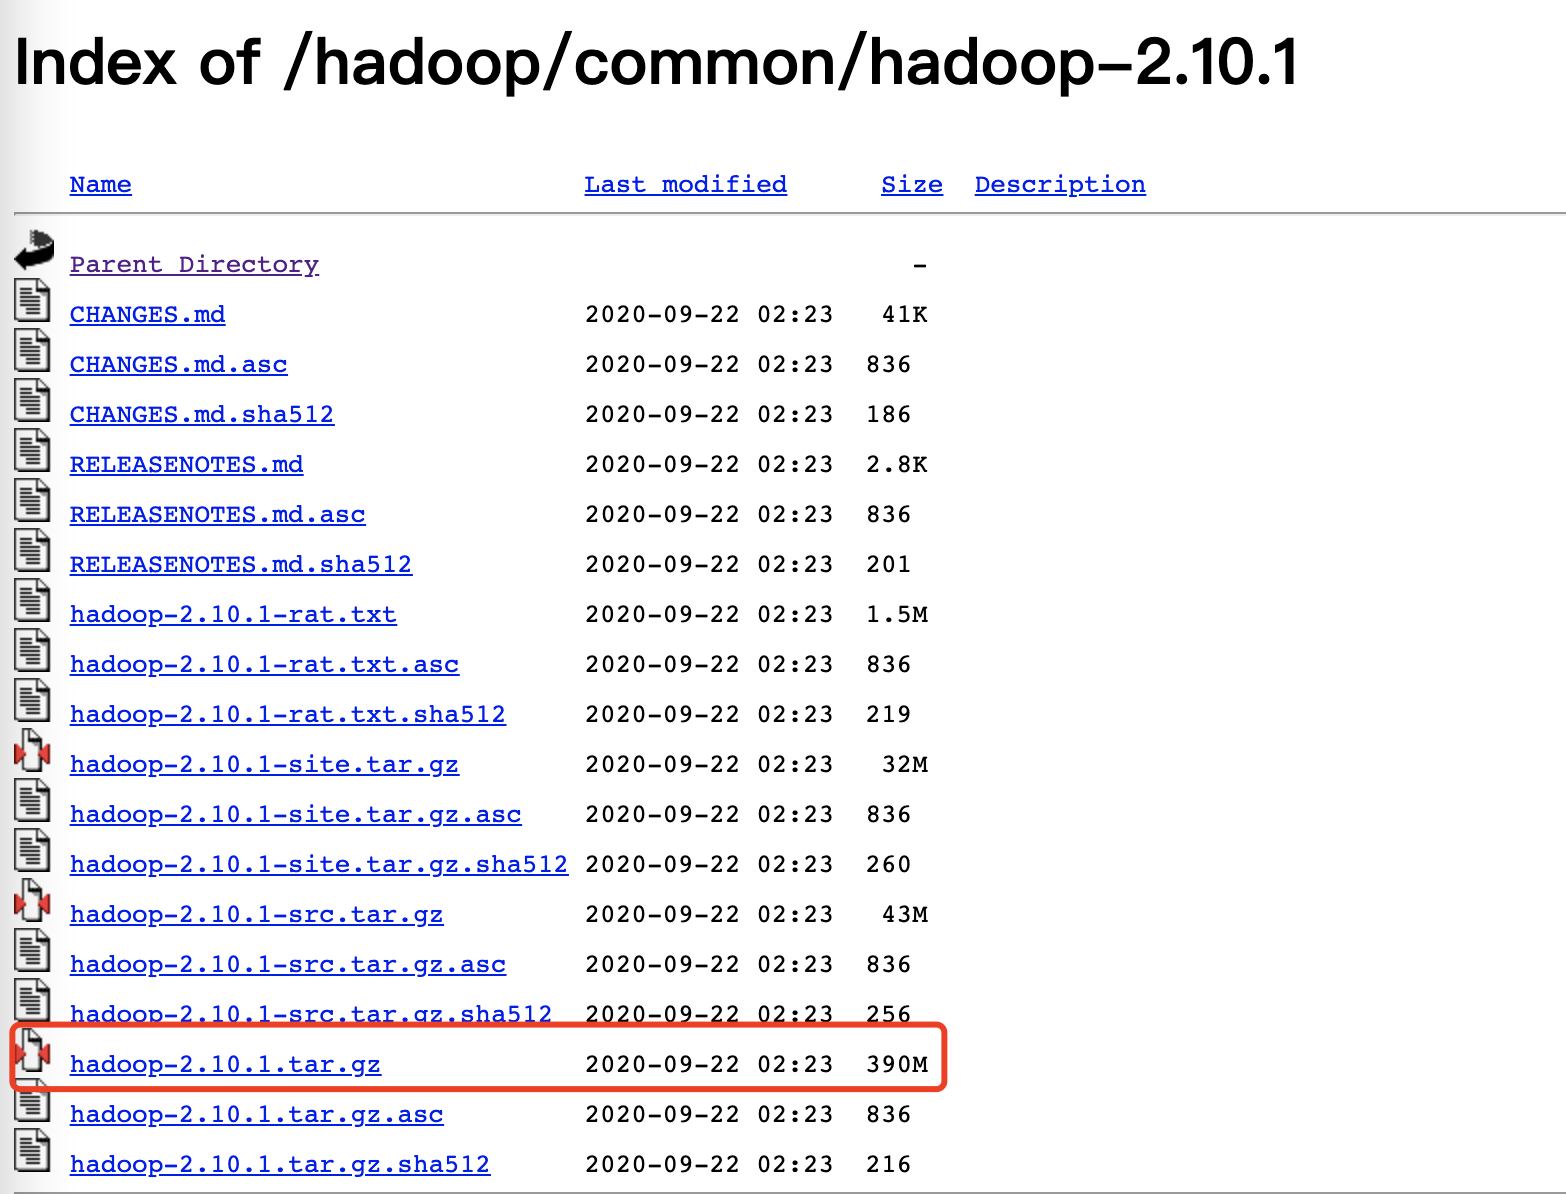 Index of /hadoop/common/hadoop-2.10.1
Name Last modified Size Description
Parent Directory -
CHANGES.md 2020-09-22 02:23 41K
CHANGES.md.asc 2020-09-22 02:23 836
CHANGES.md.sha512 2020-09-22 02:23 186
RELEASENOTES.md 2020-09-22 02:23 2.8K
RELEASENOTES.md.asc 2020-09-22 02:23 836
RELEASENOTES.md.sha512 2020-09-22 02:23 201
hadoop-2.10.1-rat.txt 2020-09-22 02:23 1.5M
hadoop-2.10.1-rat.txt.asc 2020-09-22 02:23 836
hadoop-2.10.1-rat.txt.sha512 2020-09-22 02:23 219
hadoop-2.10.1-site.tar.gz 2020-09-22 02:23 32M
hadoop-2.10.1-site.tar.gz.asc 2020-09-22 02:23 836
hadoop-2.10.1-site.tar.gz.sha512 2020-09-22 02:23 260
hadoop-2.10.1-src.tar.gz 2020-09-22 02:23 43M
hadoop-2.10.1-src.tar.gz.asc 2020-09-22 02:23 836
hadoop-2.10.1-src.tar.gz.sha512 2020-09-22 02:23 256
hadoop-2.10.1.tar.gz 2020-09-22 02:23 390M
hadoop-2.10.1.tar.gz.asc 2020-09-22 02:23 836
hadoop-2.10.1.tar.gz.sha512 2020-09-22 02:23 216